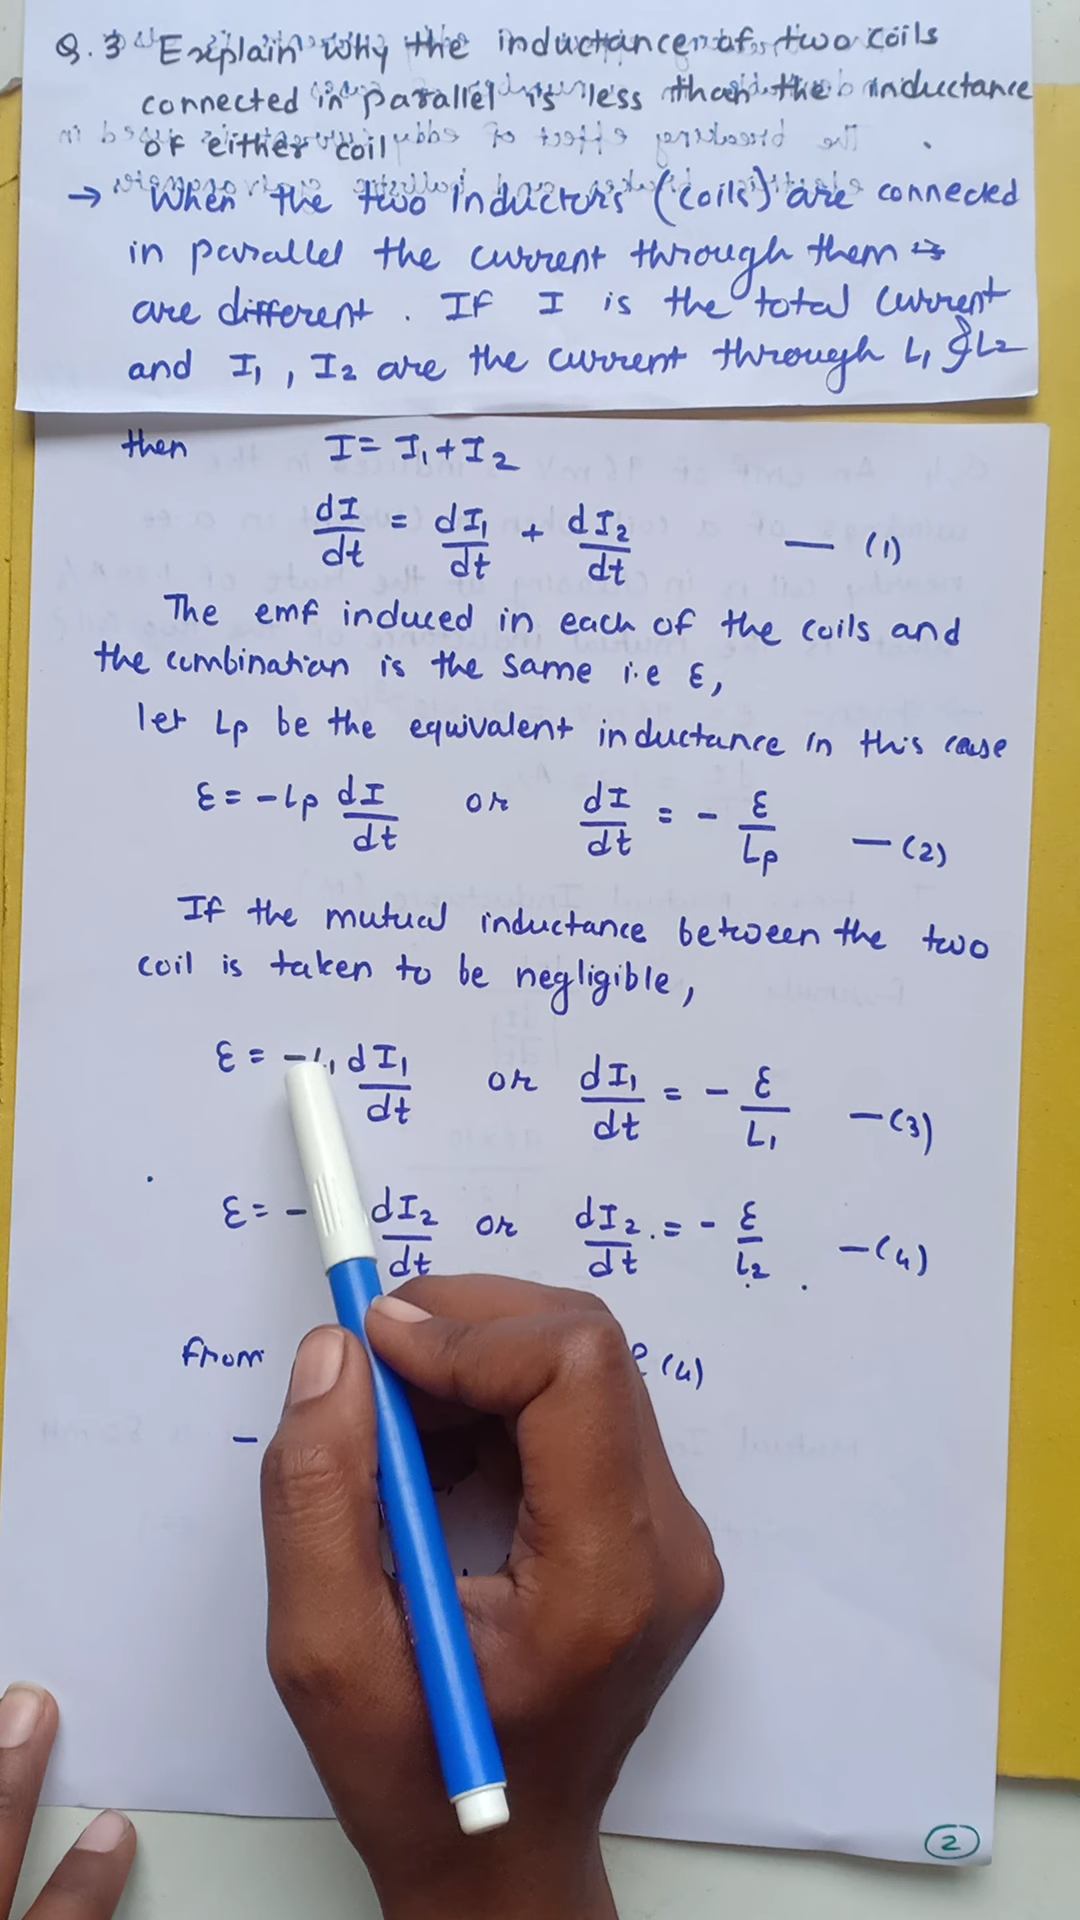 Q.3 Explain why the inductance of two coils
connected in parallel is less than the inductance
of either coil
→ When the two inductors (coils) are connected
in parallel the current through them
are different. If I is the total current
and I₁, I₂ are the current through L₁ & L₂
then I = I₁ + I₂
dI/dt = dI₁/dt + dI₂/dt — (1)
The emf induced in each of the coils and
the combination is the same i.e ε,
let Lp be the equivalent inductance in this case
ε = -Lp dI/dt or dI/dt = - ε/Lp — (2)
If the mutual inductance between the two
coil is taken to be negligible,
ε = -L₁ dI₁/dt or dI₁/dt = - ε/L₁ — (3)
ε = - dI₂/dt or dI₂/dt = - ε/L₂ — (4)
from (4)
-
2